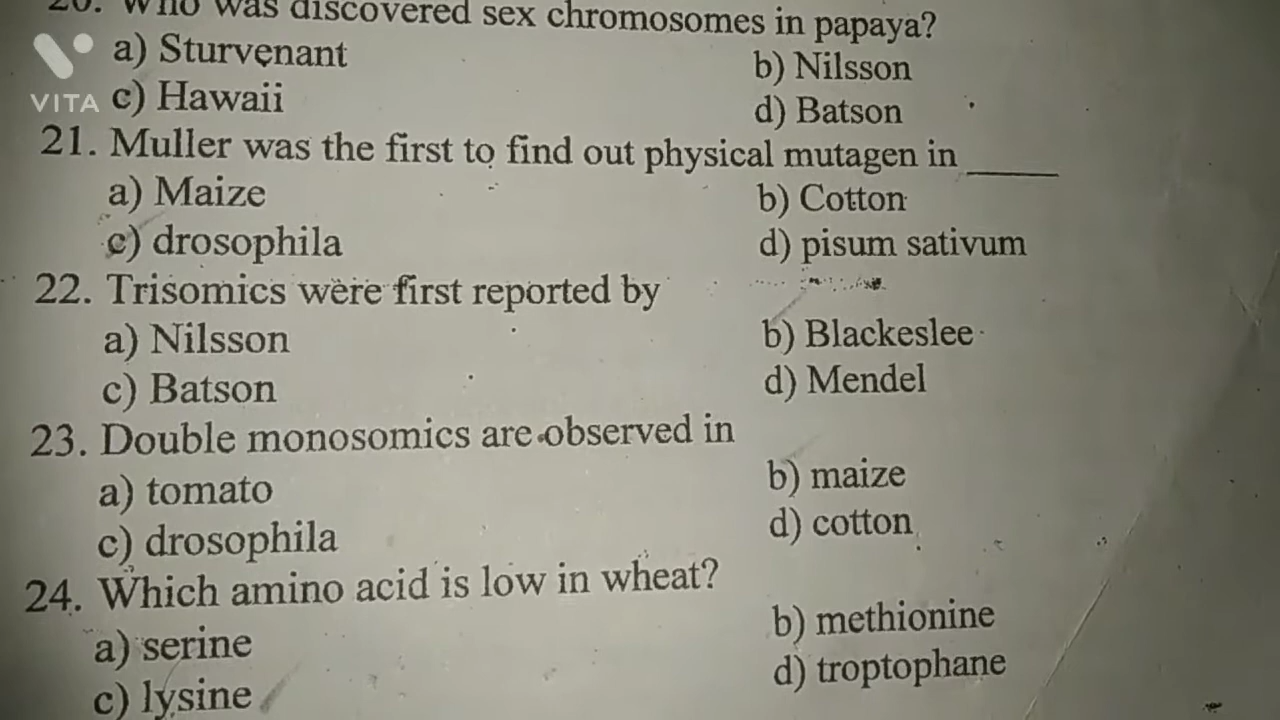 20. Who was discovered sex chromosomes in papaya?
a) Sturvenant
b) Nilsson
VITA
c) Hawaii
d) Batson
21. Muller was the first to find out physical mutagen in _____
a) Maize
b) Cotton
c) drosophila
d) pisum sativum
22. Trisomics were first reported by
a) Nilsson
b) Blackeslee
c) Batson
d) Mendel
23. Double monosomics are observed in
a) tomato
b) maize
c) drosophila
d) cotton
24. Which amino acid is low in wheat?
a) serine
b) methionine
c) lysine
d) troptophane